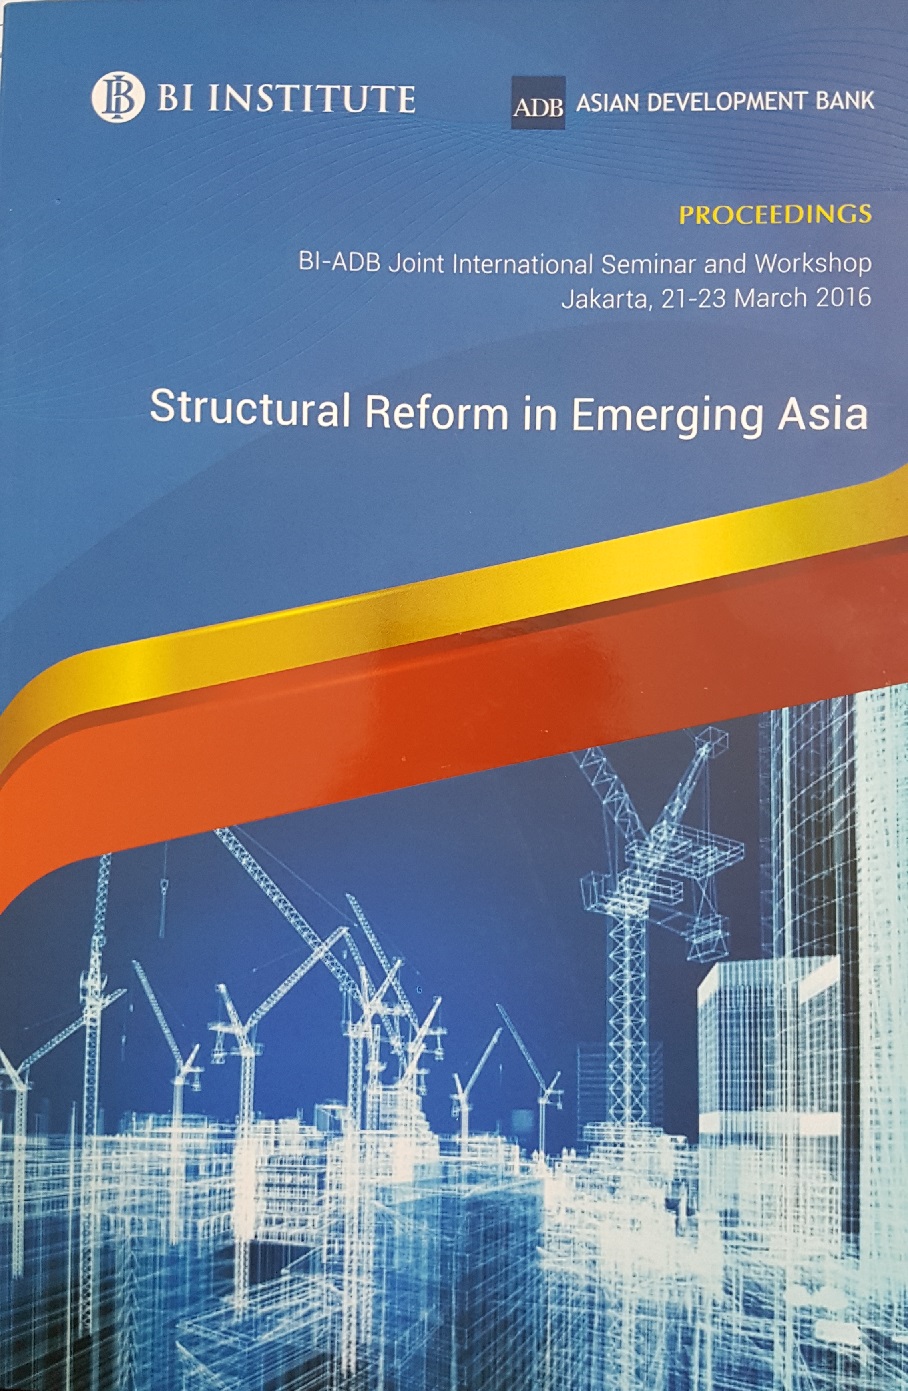 BI INSTITUTE
ADB ASIAN DEVELOPMENT BANK
PROCEEDINGS
BI-ADB Joint International Seminar and Workshop
Jakarta, 21-23 March 2016
Structural Reform in Emerging Asia